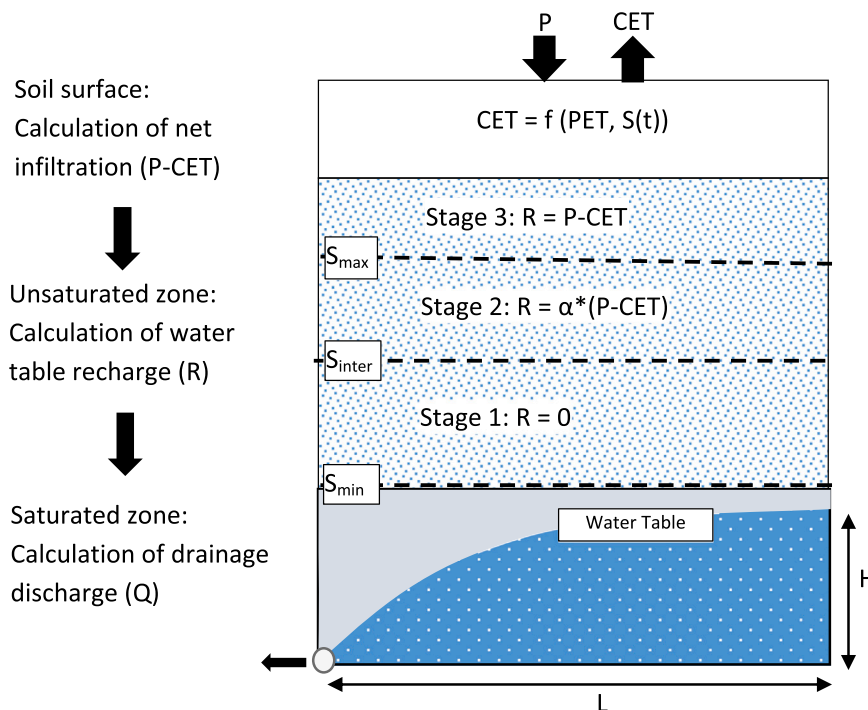 P
CET
Soil surface:
Calculation of net
infiltration (P-CET)
CET = f (PET, S(t))
Stage 3: R = P-CET
Smax
Unsaturated zone:
Calculation of water
table recharge (R)
Stage 2: R = α*(P-CET)
Sinter
Stage 1: R = 0
Smin
Saturated zone:
Calculation of drainage
discharge (Q)
Water Table
H
L